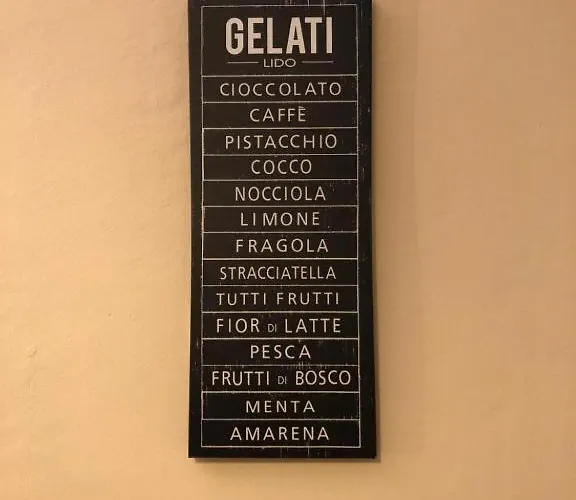 GELATI
LIDO
CIOCCOLATO
CAFFÈ
PISTACCHIO
COCCO
NOCCIOLA
LIMONE
FRAGOLA
STRACCIATELLA
TUTTI FRUTTI
FIOR DI LATTE
PESCA
FRUTTI DI BOSCO
MENTA
AMARENA